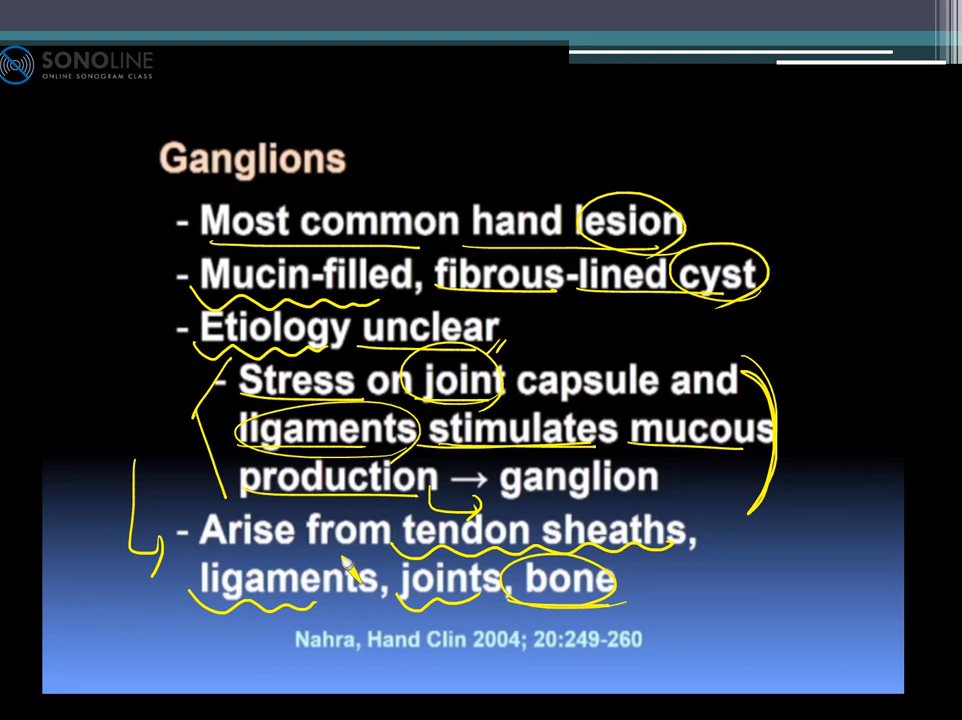 SONOLINE
ONLINE SONOGRAM CLASS
Ganglions
- Most common hand lesion
- Mucin-filled, fibrous-lined cyst
- Etiology unclear
- Stress on joint capsule and
ligaments stimulates mucous
production → ganglion
- Arise from tendon sheaths,
ligaments, joints, bone
Nahra, Hand Clin 2004; 20:249-260